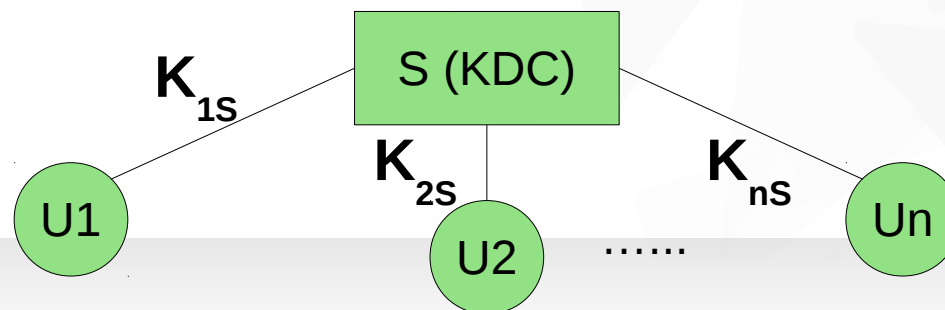 S (KDC)
K1S
K2S
KnS
U1
U2
......
Un